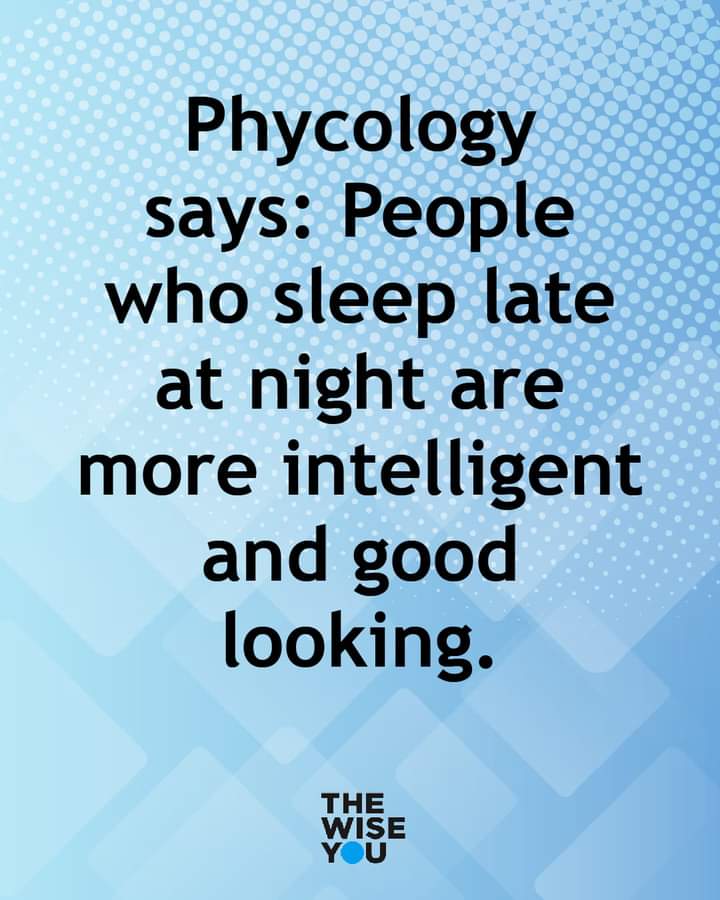 Phycology
says: People
who sleep late
at night are
more intelligent
and good
looking.
THE
WISE
YOU